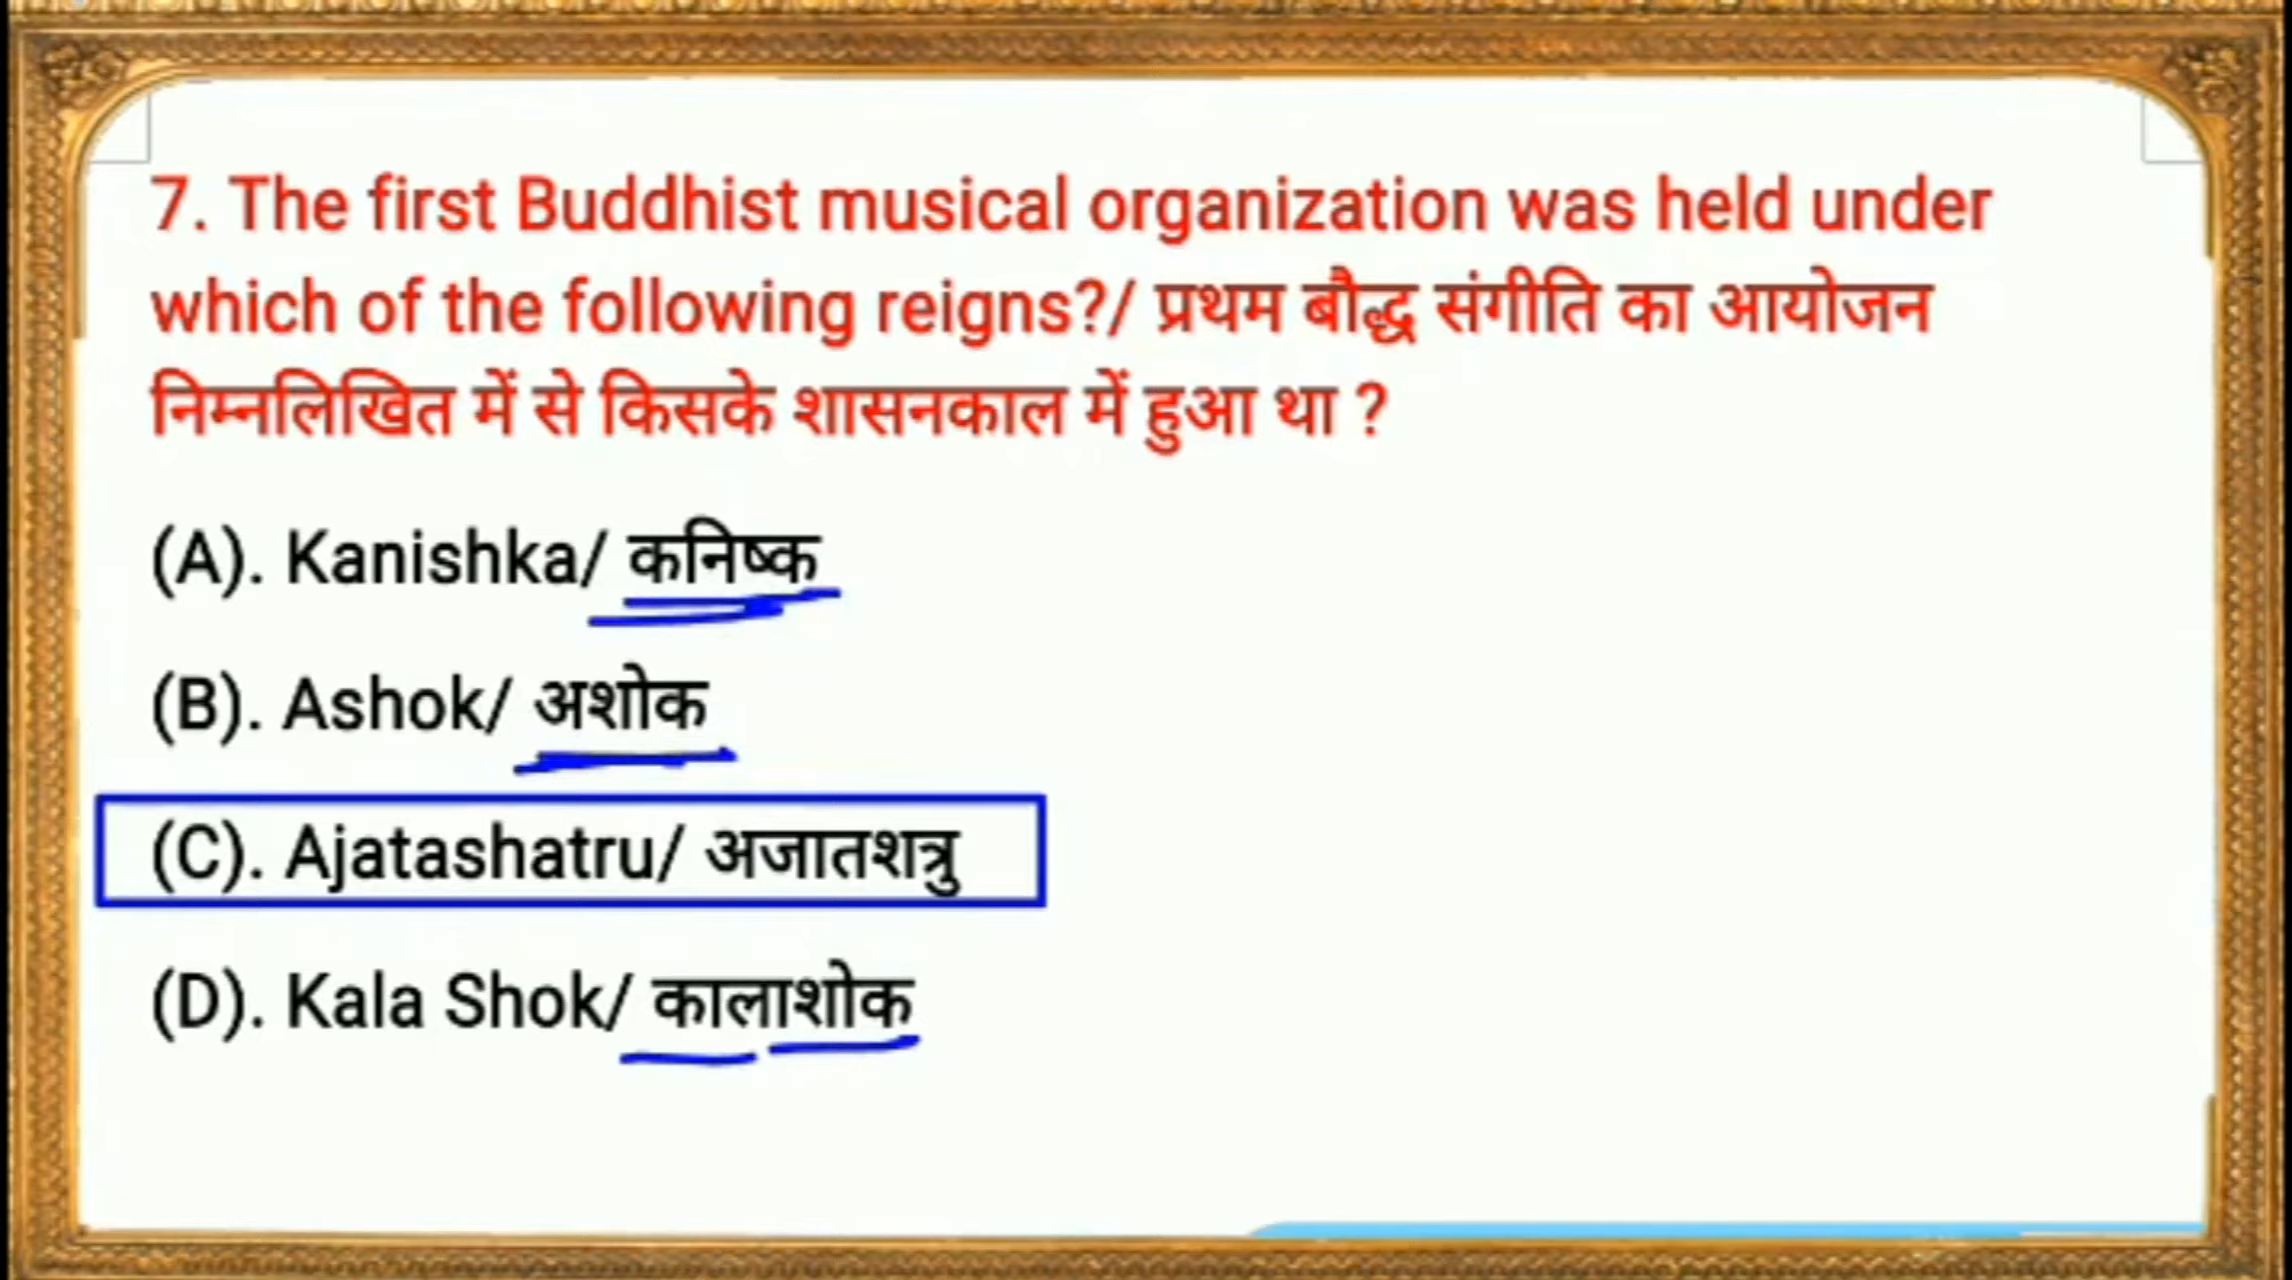 7. The first Buddhist musical organization was held under
which of the following reigns?/ प्रथम बौद्ध संगीति का आयोजन
निम्नलिखित में से किसके शासनकाल में हुआ था ?
(A). Kanishka/ कनिष्क
(B). Ashok/ अशोक
(C). Ajatashatru/ अजातशत्रु
(D). Kala Shok/ कालाशोक